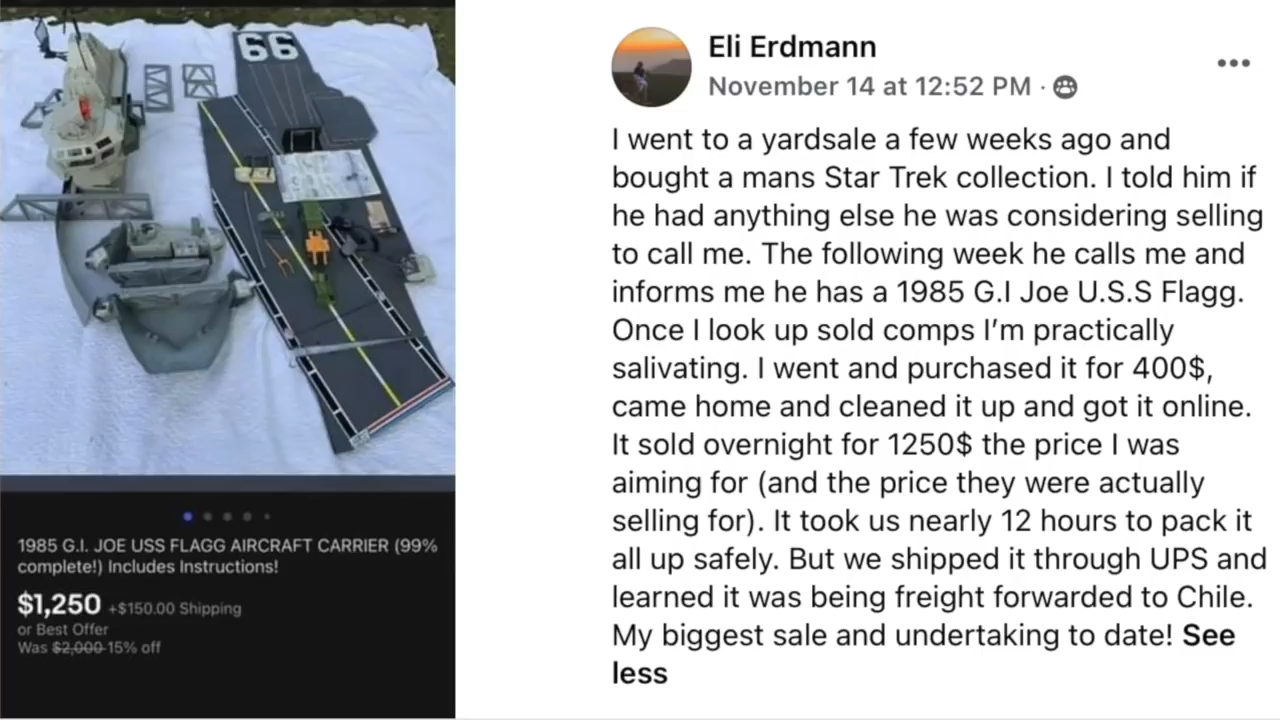 66
1985 G.I. JOE USS FLAGG AIRCRAFT CARRIER (99%
complete!) Includes Instructions!
$1,250 +$150.00 Shipping
or Best Offer
Was $2,000 15% off
Eli Erdmann
November 14 at 12:52 PM ·
I went to a yardsale a few weeks ago and
bought a mans Star Trek collection. I told him if
he had anything else he was considering selling
to call me. The following week he calls me and
informs me he has a 1985 G.I Joe U.S.S Flagg.
Once I look up sold comps I’m practically
salivating. I went and purchased it for 400$,
came home and cleaned it up and got it online.
It sold overnight for 1250$ the price I was
aiming for (and the price they were actually
selling for). It took us nearly 12 hours to pack it
all up safely. But we shipped it through UPS and
learned it was being freight forwarded to Chile.
My biggest sale and undertaking to date! See
less